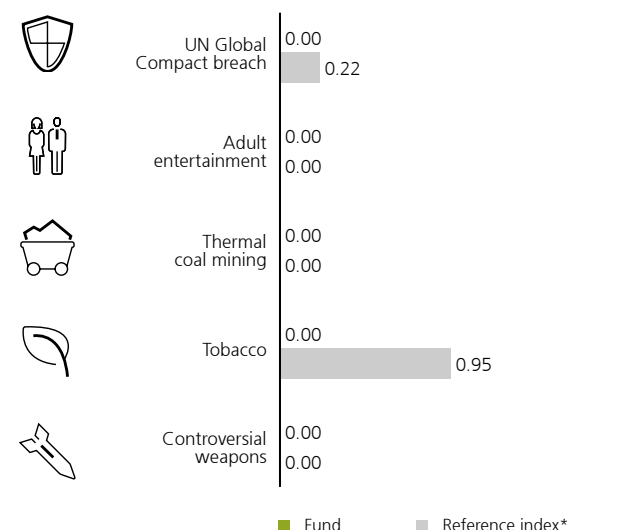 UN Global
Compact breach
0.00
0.22
Adult
entertainment
0.00
0.00
Thermal
coal mining
0.00
0.00
Tobacco
0.00
0.95
Controversial
weapons
0.00
0.00
Fund
Reference index*